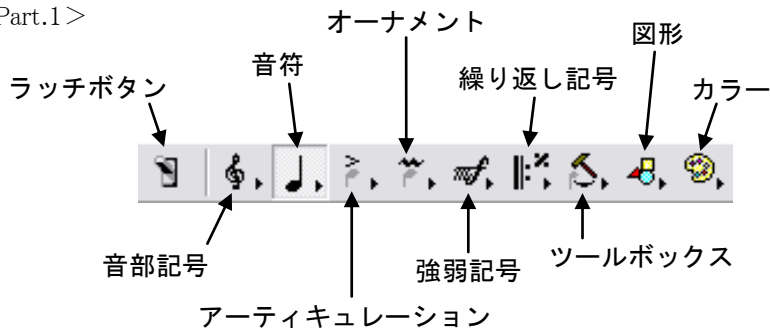 Part.1＞
オーナメント
図形
音符
繰り返し記号
ラッチボタン
カラー
音部記号
強弱記号
ツールボックス
アーティキュレーション